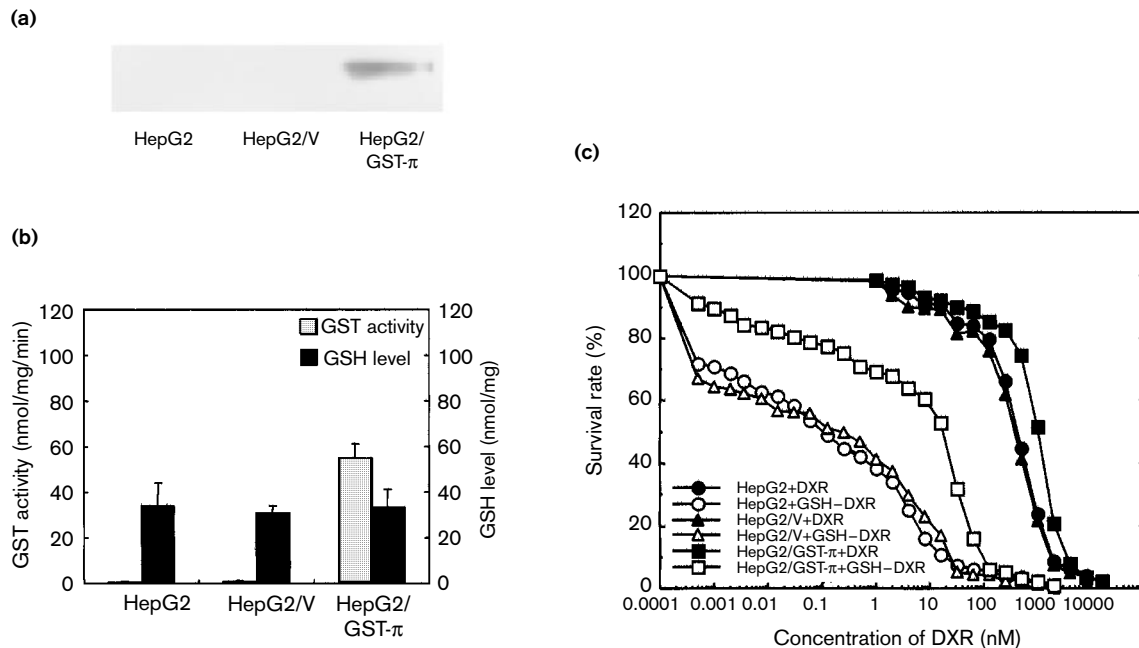 (a)
HepG2
HepG2/V
HepG2/
GST-π
(b)
120
100
80
60
40
20
0
GST activity (nmol/mg/min)
GST activity
GSH level
120
100
80
60
40
20
0
GSH level (nmol/mg)
HepG2
HepG2/V
HepG2/
GST-π
(c)
120
100
80
60
40
20
0
Survival rate (%)
HepG2+DXR
HepG2+GSH–DXR
HepG2/V+DXR
HepG2/V+GSH–DXR
HepG2/GST-π+DXR
HepG2/GST-π+GSH–DXR
0.0001
0.001
0.01
0.1
1
10
100
1000
10000
Concentration of DXR (nM)